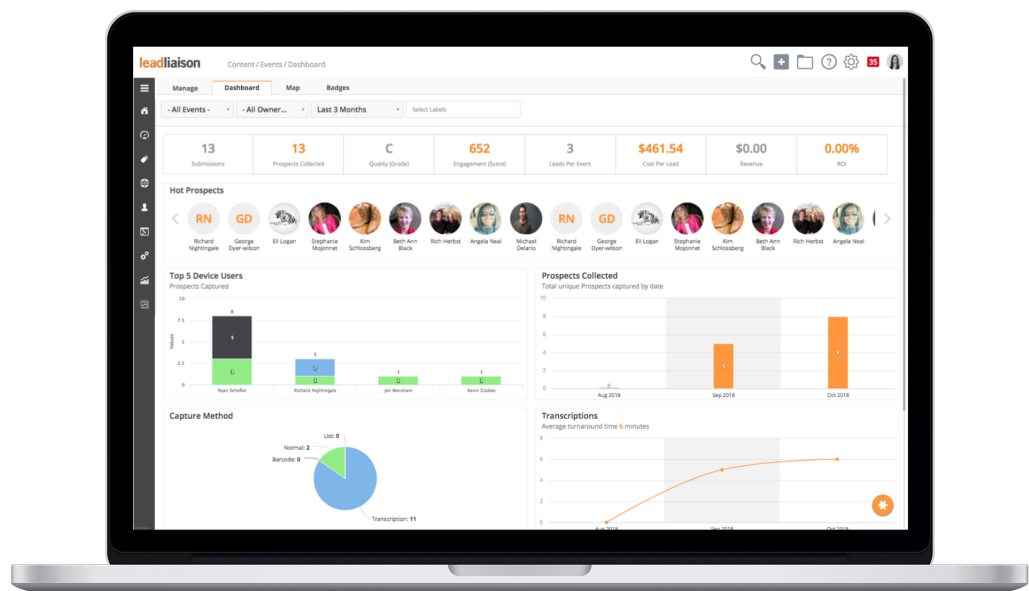 leadliaison
Content / Events / Dashboard
35
Manage Dashboard Map Badges
- All Events - - All Owner... Last 3 Months Select Labels
13 13 C 652 3 $461.54 $0.00 0.00%
Submissions Prospects Collected Quality (Grade) Engagement (Score) Leads Per Event Cost Per Lead Revenue ROI
Hot Prospects
RN GD RN GD
Richard George Eli Logan Stephanie Kim Beth Ann Rich Herbst Angela Neal Michael Richard George Eli Logan Stephanie Kim Beth Ann Rich Herbst Angela Neal
Nightingale Dyer-wilson Mojonnet Schlossberg Black Delario Nightingale Dyer-wilson Mojonnet Schlossberg Black
Top 5 Device Users
Prospects Captured
10
8
7.5
Values
5
5
3
2.5
1 1
0
Ryan Schefke Richard Nightingale Jen Worsham Kevin Glubke
Prospects Collected
Total unique Prospects captured by date
10
8
6
4
2
0
0
Aug 2018 Sep 2018 Oct 2018
Capture Method
List: 0
Normal: 2
Barcode: 0
Transcription: 11
Transcriptions
Average turnaround time 6 minutes
8
6
4
2
0
Aug 2018 Sep 2018 Oct 2018